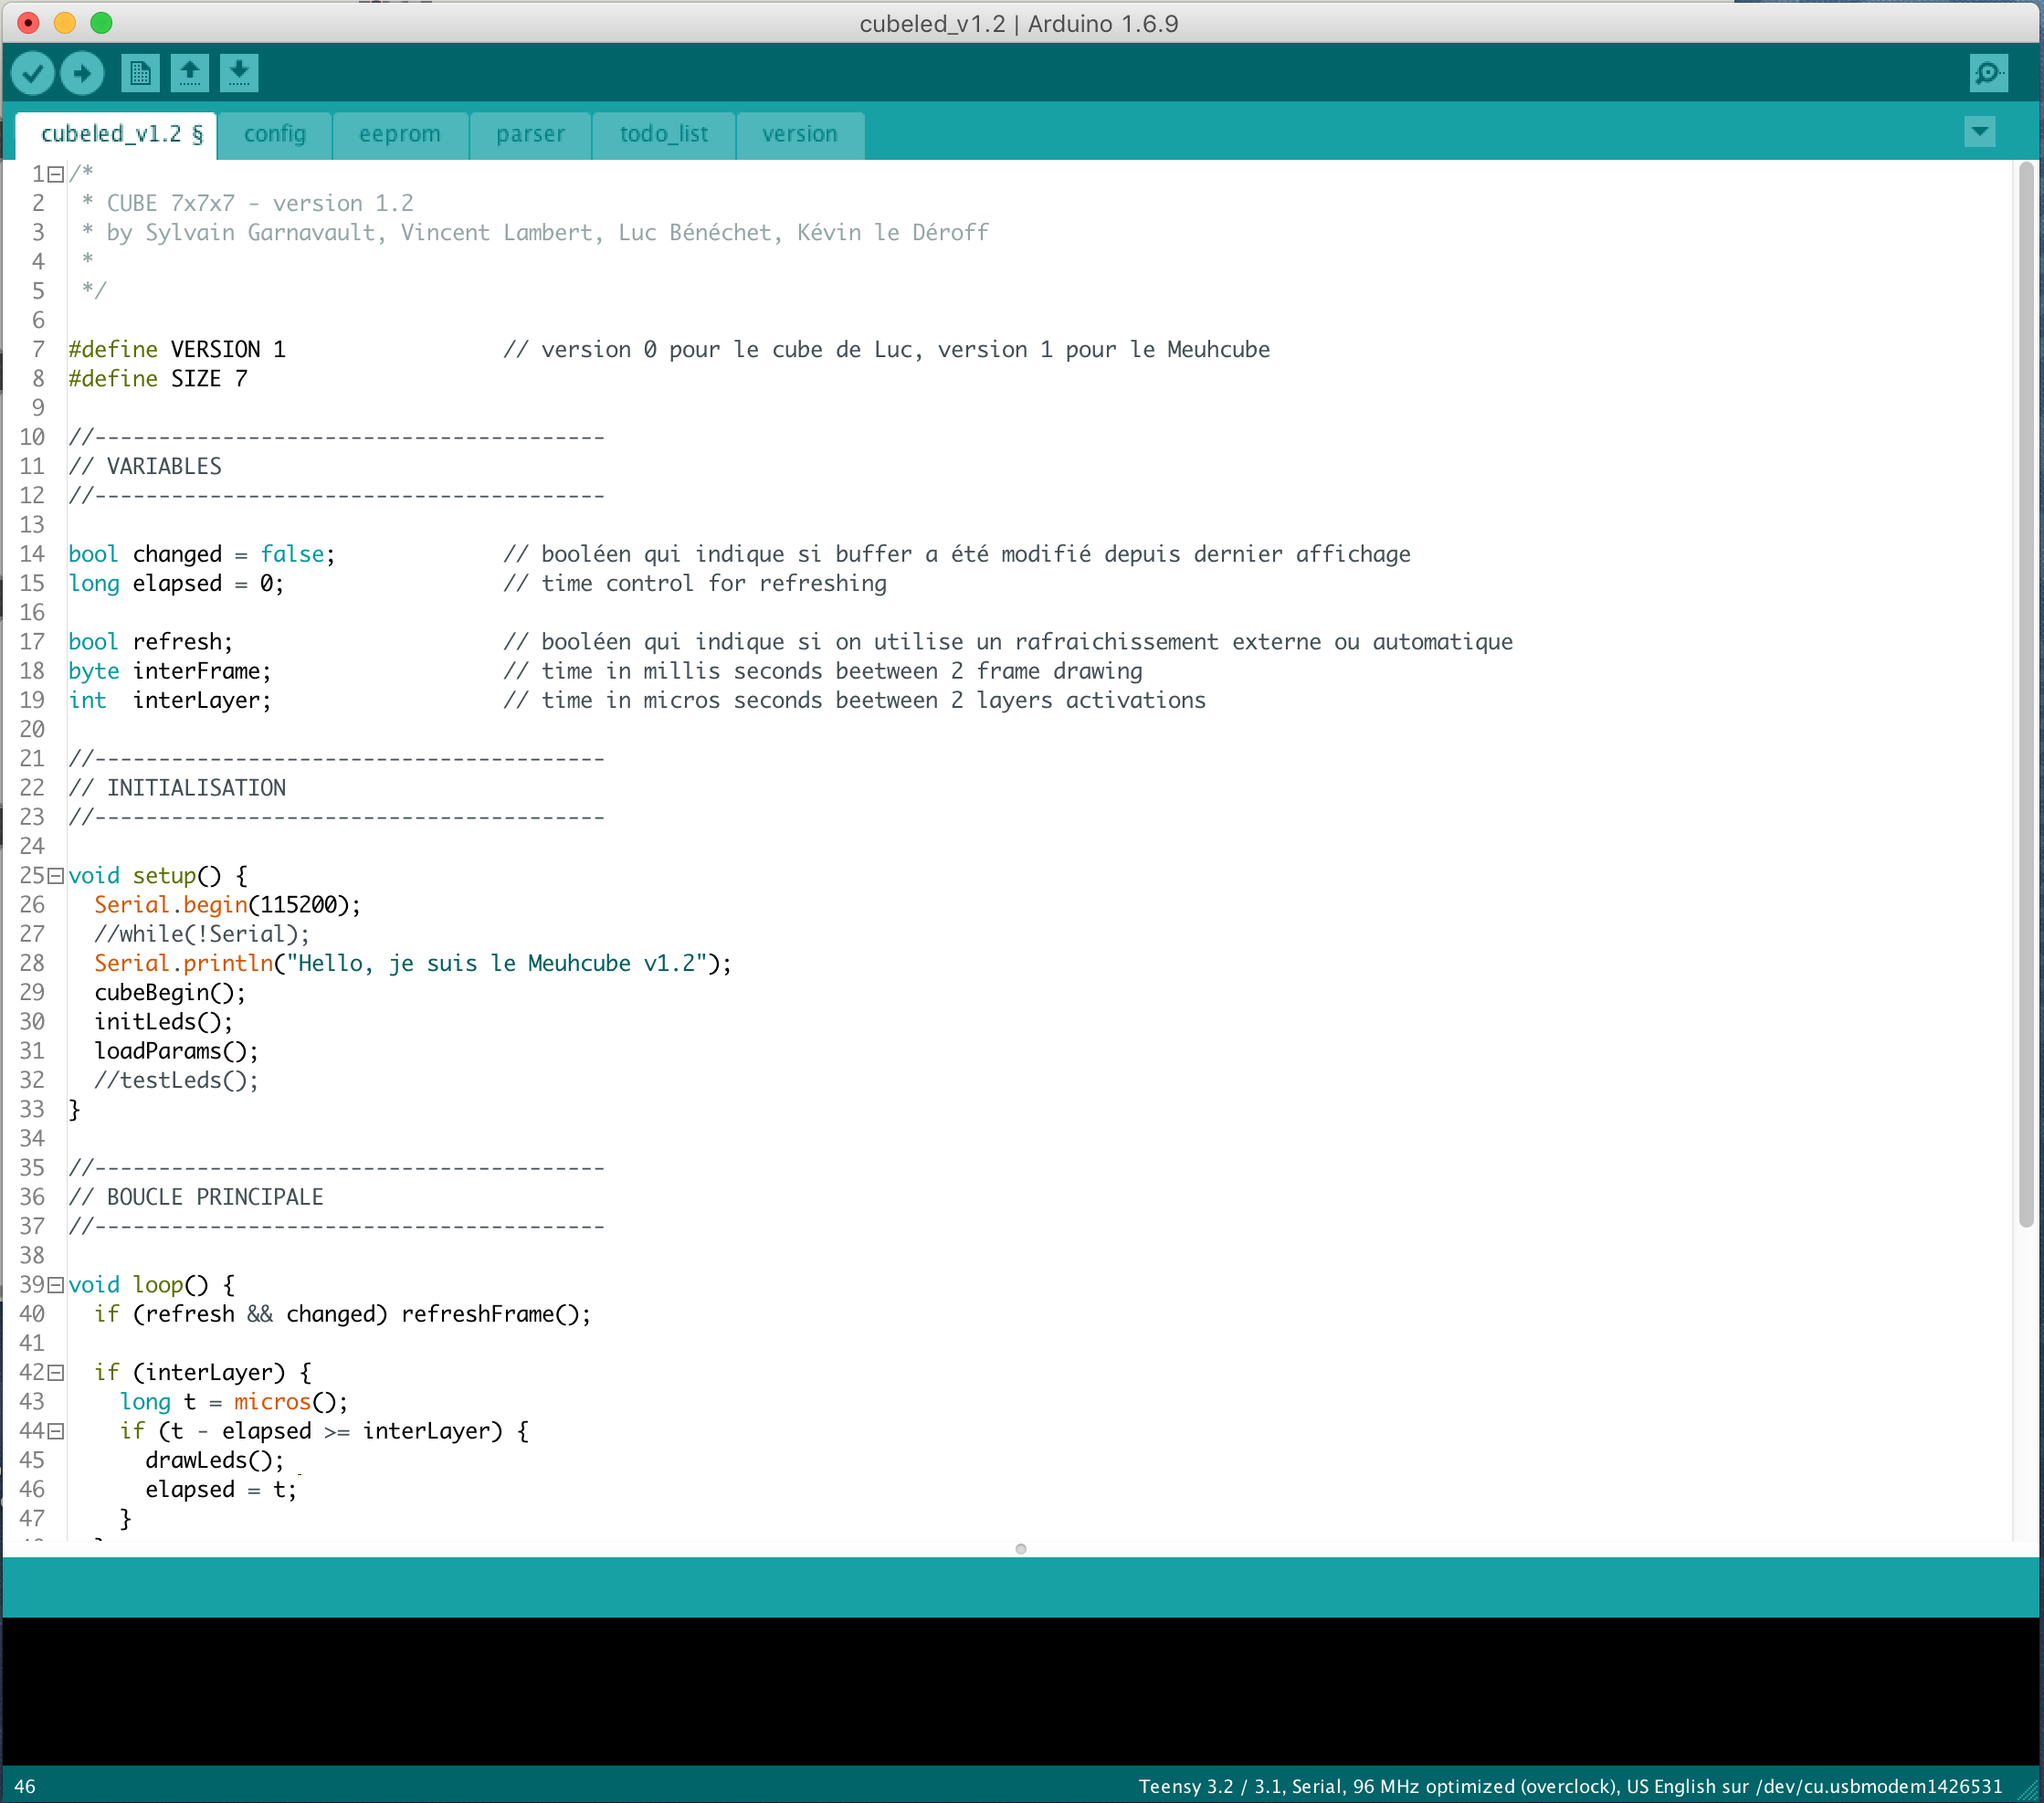 cubeled_v1.2 | Arduino 1.6.9
cubeled_v1.2 § config eeprom parser todo_list version
1 /*
2  * CUBE 7x7x7 - version 1.2
3  * by Sylvain Garnavault, Vincent Lambert, Luc Bénéchet, Kévin le Déroff
4  *
5  */
6
7 #define VERSION 1                 // version 0 pour le cube de Luc, version 1 pour le Meuhcube
8 #define SIZE 7
9
10 //----------------------------------------
11 // VARIABLES
12 //----------------------------------------
13
14 bool changed = false;             // booléen qui indique si buffer a été modifié depuis dernier affichage
15 long elapsed = 0;                 // time control for refreshing
16
17 bool refresh;                     // booléen qui indique si on utilise un rafraichissement externe ou automatique
18 byte interFrame;                  // time in millis seconds beetween 2 frame drawing
19 int  interLayer;                  // time in micros seconds beetween 2 layers activations
20
21 //----------------------------------------
22 // INITIALISATION
23 //----------------------------------------
24
25 void setup() {
26   Serial.begin(115200);
27   //while(!Serial);
28   Serial.println("Hello, je suis le Meuhcube v1.2");
29   cubeBegin();
30   initLeds();
31   loadParams();
32   //testLeds();
33 }
34
35 //----------------------------------------
36 // BOUCLE PRINCIPALE
37 //----------------------------------------
38
39 void loop() {
40   if (refresh && changed) refreshFrame();
41
42   if (interLayer) {
43     long t = micros();
44     if (t - elapsed >= interLayer) {
45       drawLeds();
46       elapsed = t;
47     }
46 Teensy 3.2 / 3.1, Serial, 96 MHz optimized (overclock), US English sur /dev/cu.usbmodem1426531